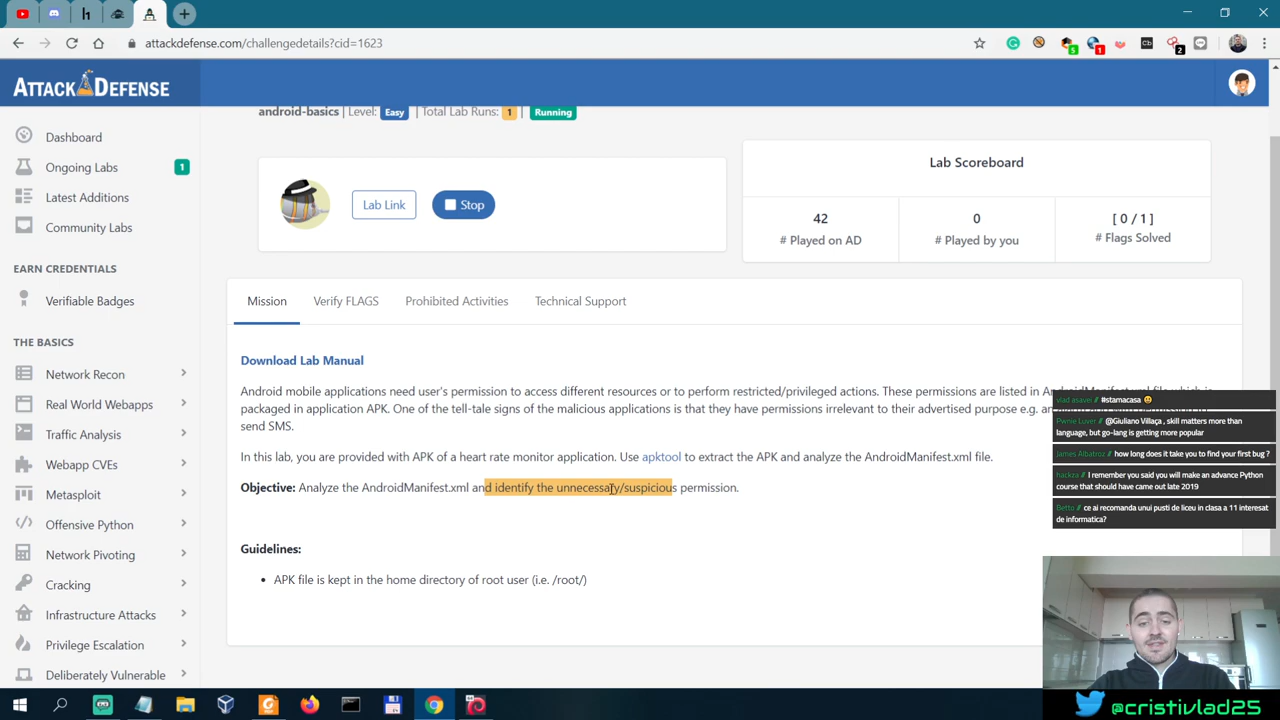 attackdefense.com/challengedetails?cid=1623
5
1
2
ATTACK DEFENSE
Dashboard
Ongoing Labs
1
Latest Additions
Community Labs
EARN CREDENTIALS
Verifiable Badges
THE BASICS
Network Recon
Real World Webapps
Traffic Analysis
Webapp CVEs
Metasploit
Offensive Python
Network Pivoting
Cracking
Infrastructure Attacks
Privilege Escalation
Deliberately Vulnerable
android-basics | Level: Easy | Total Lab Runs: 1 | Running
Lab Link
Stop
Lab Scoreboard
42
# Played on AD
0
# Played by you
[ 0 / 1 ]
# Flags Solved
Mission
Verify FLAGS
Prohibited Activities
Technical Support
Download Lab Manual
Android mobile applications need user's permission to access different resources or to perform restricted/privileged actions. These permissions are listed in
packaged in application APK. One of the tell-tale signs of the malicious applications is that they have permissions irrelevant to their advertised purpose e.g.
send SMS.
In this lab, you are provided with APK of a heart rate monitor application. Use apktool to extract the APK and analyze the AndroidManifest.xml file.
Objective: Analyze the AndroidManifest.xml and identify the unnecessary/suspicious permission.
Guidelines:
APK file is kept in the home directory of root user (i.e. /root/)
vlad asavei // #stamacasa
Pwnie Luver // @Giuliano Villaça , skill matters more than
language, but go-lang is getting more popular
James Albatroz // how long does it take you to find your first bug ?
hackza // I remember you said you will make an advance Python
course that should have came out late 2019
Betto // ce ai recomanda unui pusti de liceu in clasa a 11 interesat
de informatica?
@cristivlad25